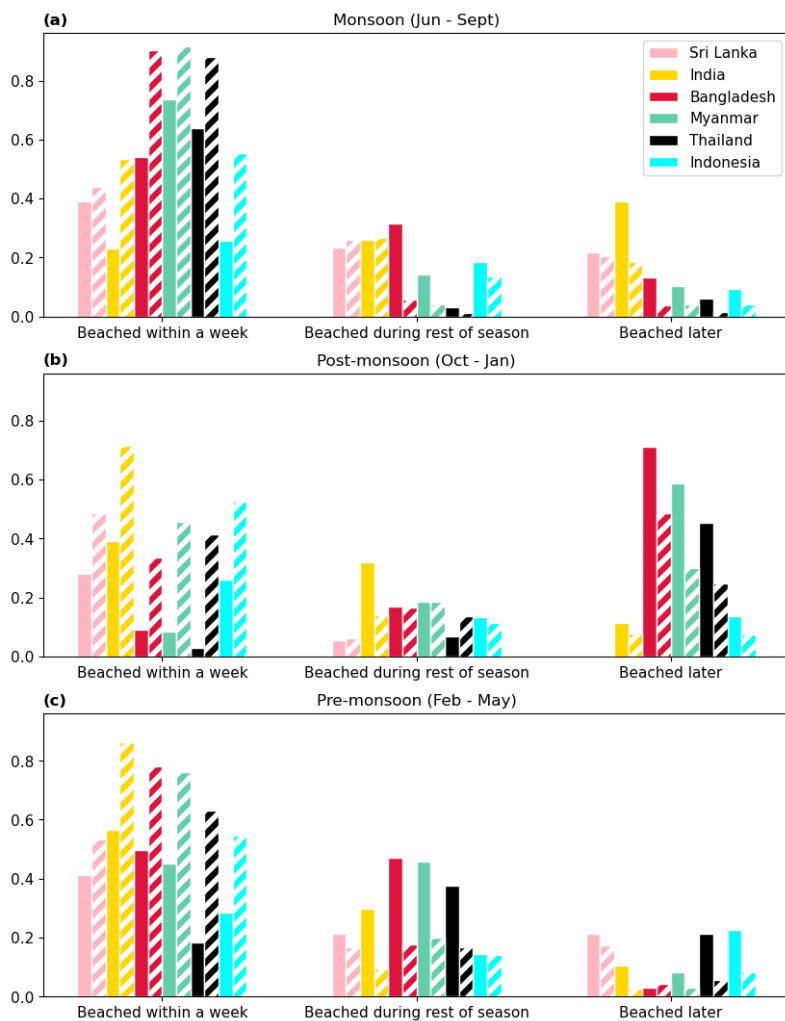 (a) Monsoon (Jun - Sept)
Sri Lanka
India
Bangladesh
Myanmar
Thailand
Indonesia
0.8
0.6
0.4
0.2
0.0
Beached within a week Beached during rest of season Beached later
(b) Post-monsoon (Oct - Jan)
0.8
0.6
0.4
0.2
0.0
Beached within a week Beached during rest of season Beached later
(c) Pre-monsoon (Feb - May)
0.8
0.6
0.4
0.2
0.0
Beached within a week Beached during rest of season Beached later